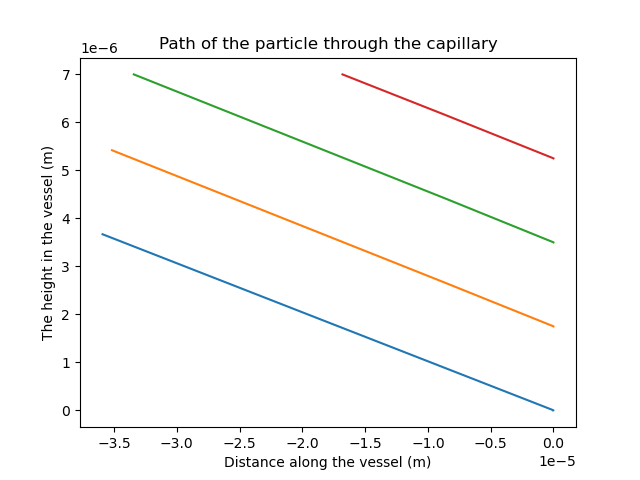 Path of the particle through the capillary
1e−6
7
6
5
4
3
2
1
0
The height in the vessel (m)
−3.5 −3.0 −2.5 −2.0 −1.5 −1.0 −0.5 0.0
1e−5
Distance along the vessel (m)